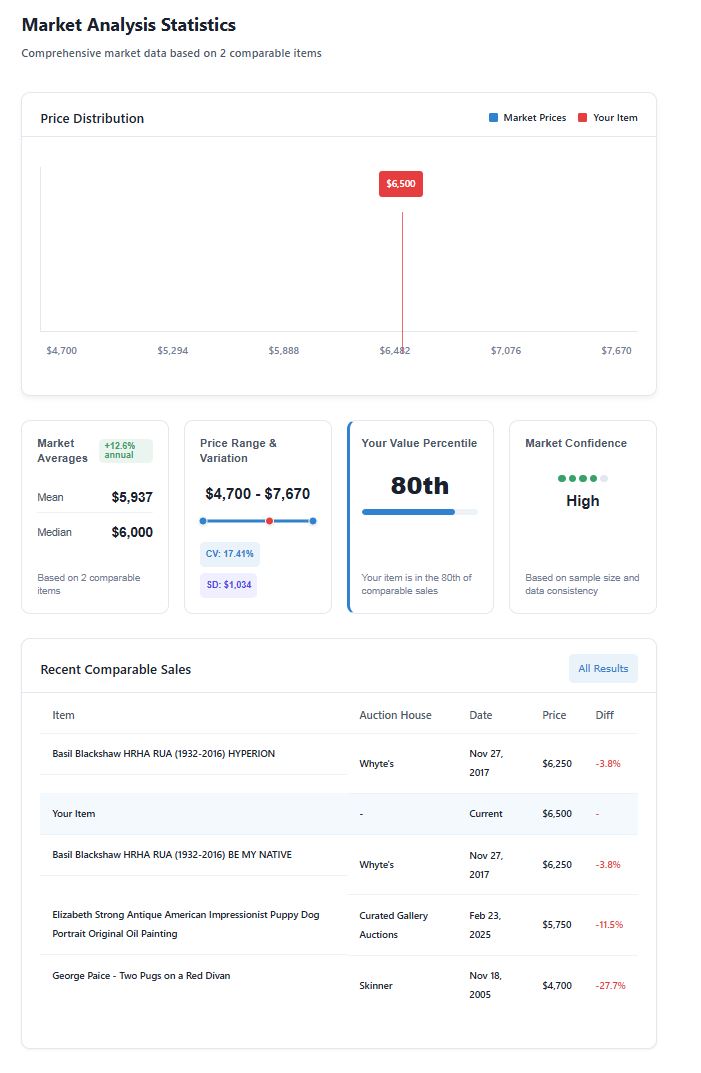 Market Analysis Statistics
Comprehensive market data based on 2 comparable items
Price Distribution
Market Prices
Your Item
$6,500
$4,700
$5,294
$5,888
$6,482
$7,076
$7,670
Market
Averages
+12.6%
annual
Mean
$5,937
Median
$6,000
Based on 2 comparable
items
Price Range &
Variation
$4,700 - $7,670
CV: 17.41%
SD: $1,034
Your Value Percentile
80th
Your item is in the 80th of
comparable sales
Market Confidence
High
Based on sample size and
data consistency
Recent Comparable Sales
All Results
Item Auction House Date Price Diff
Basil Blackshaw HRHA RUA (1932-2016) HYPERION
Whyte's
Nov 27,
2017
$6,250
-3.8%
Your Item - Current $6,500 -
Basil Blackshaw HRHA RUA (1932-2016) BE MY NATIVE
Whyte's
Nov 27,
2017
$6,250
-3.8%
Elizabeth Strong Antique American Impressionist Puppy Dog
Portrait Original Oil Painting
Curated Gallery
Auctions
Feb 23,
2025
$5,750
-11.5%
George Paice - Two Pugs on a Red Divan
Skinner
Nov 18,
2005
$4,700
-27.7%